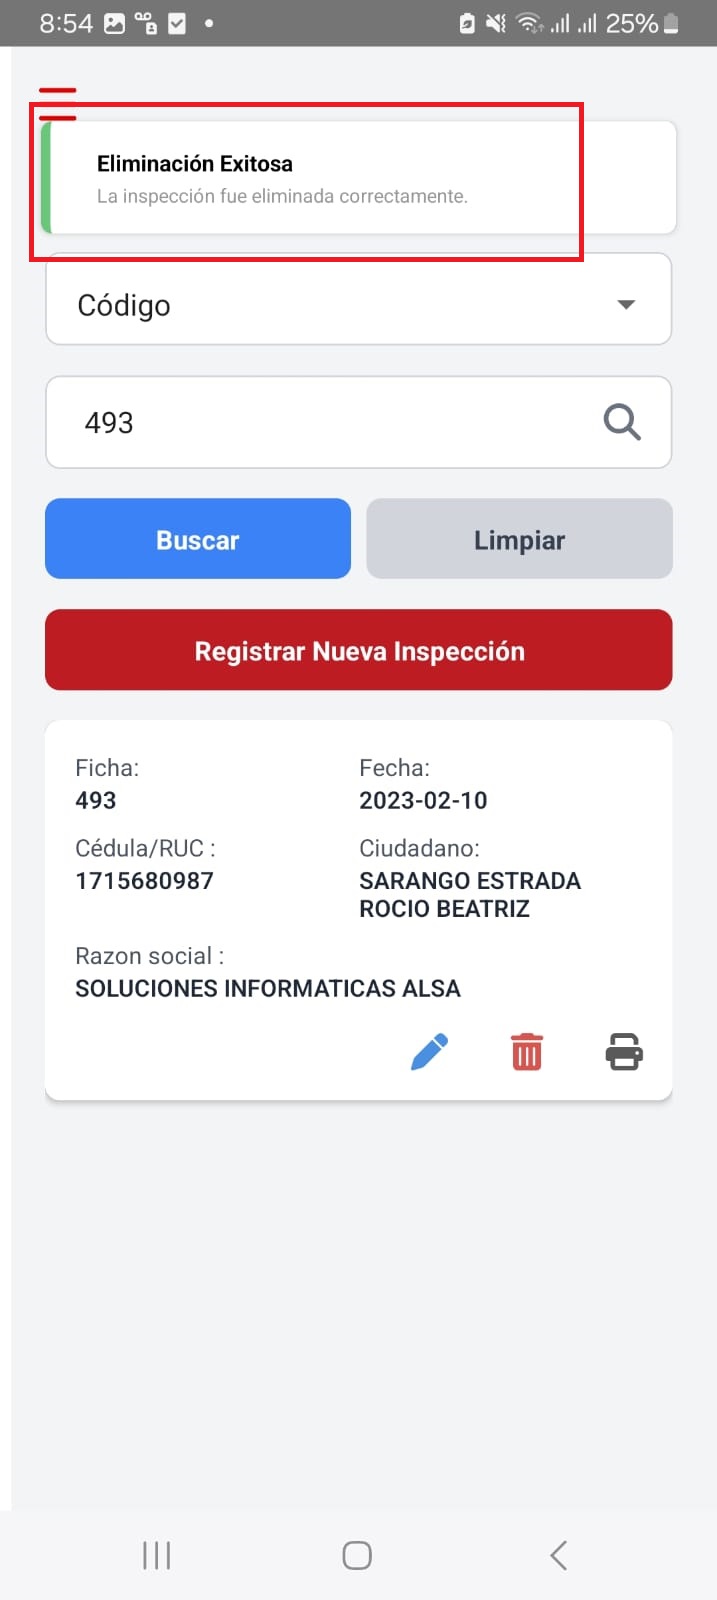 8:54
25%
Eliminación Exitosa
La inspección fue eliminada correctamente.
Código
493
Buscar
Limpiar
Registrar Nueva Inspección
Ficha:
493
Fecha:
2023-02-10
Cédula/RUC :
1715680987
Ciudadano:
SARANGO ESTRADA
ROCIO BEATRIZ
Razon social :
SOLUCIONES INFORMATICAS ALSA